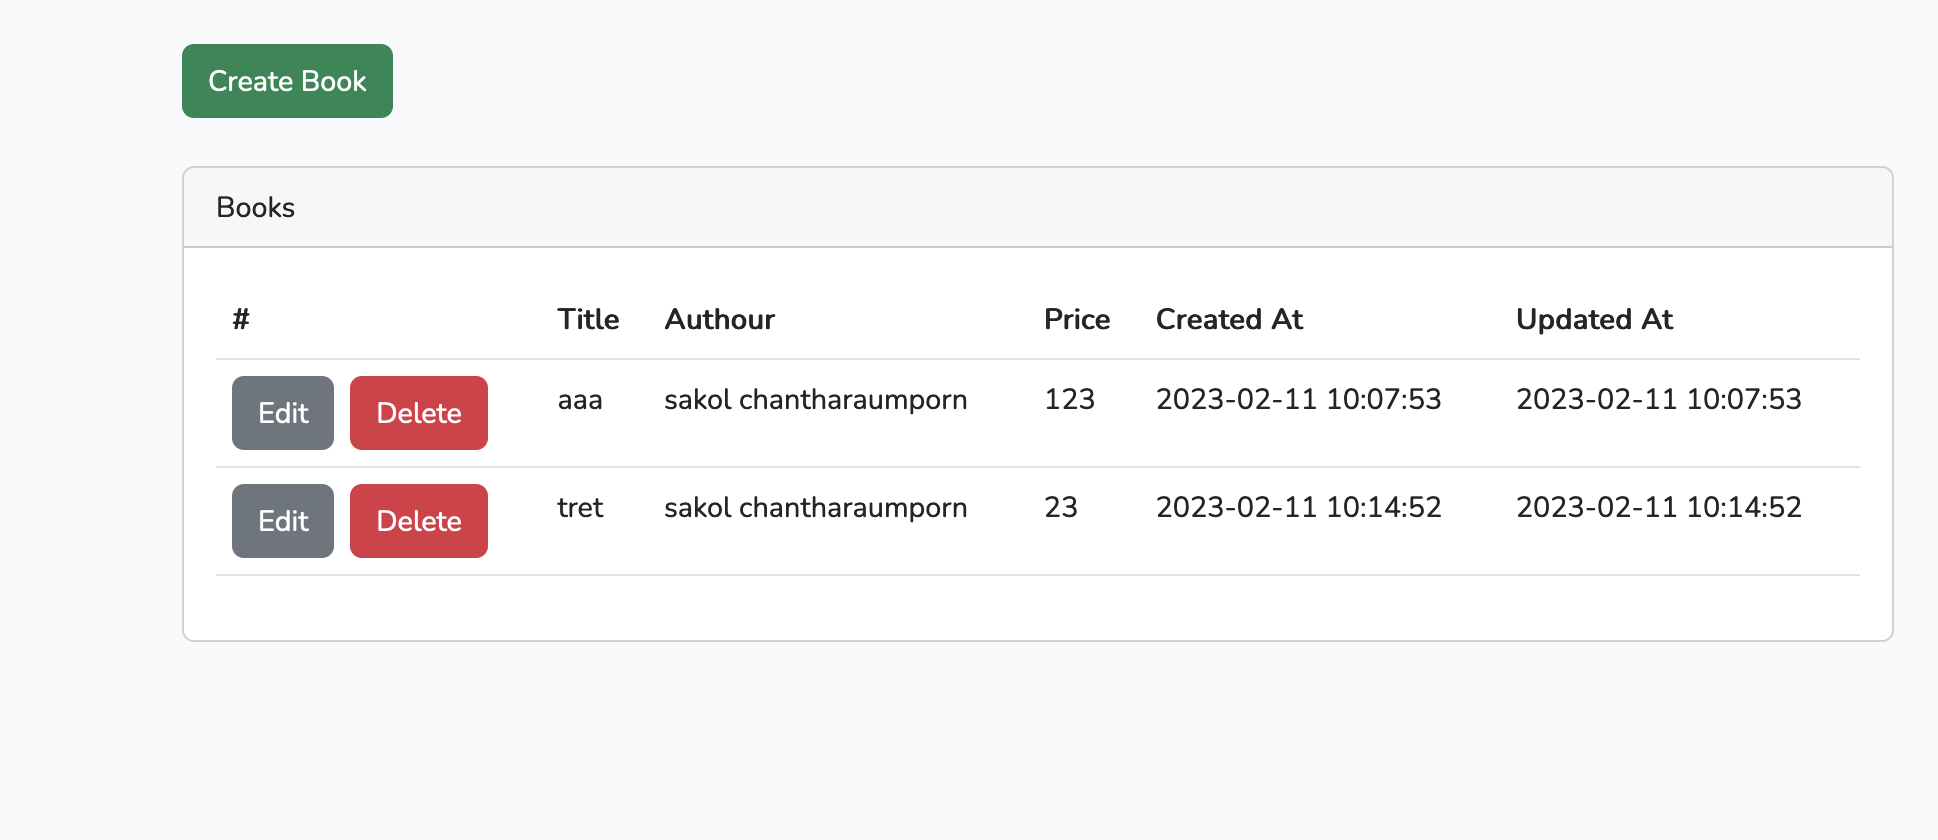 Create Book
Books
# Title Authour Price Created At Updated At
Edit Delete aaa sakol chantharaumporn 123 2023-02-11 10:07:53 2023-02-11 10:07:53
Edit Delete tret sakol chantharaumporn 23 2023-02-11 10:14:52 2023-02-11 10:14:52